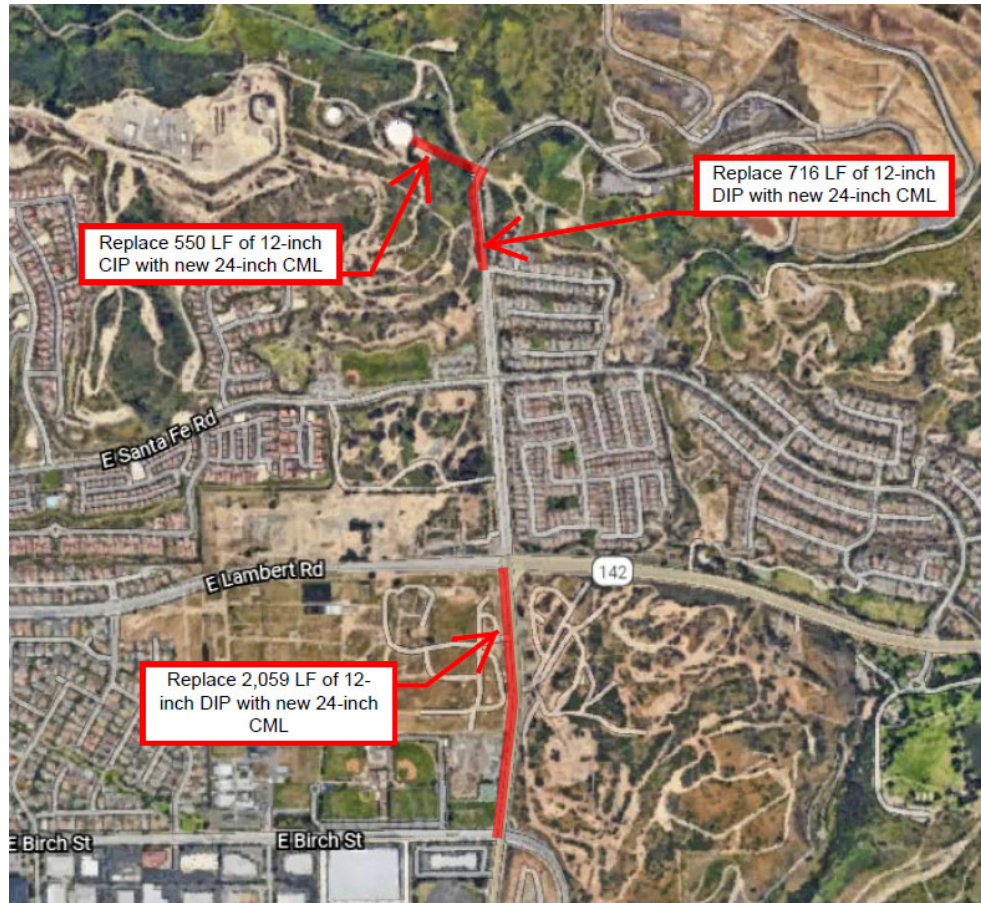 Replace 716 LF of 12-inch
DIP with new 24-inch CML
Replace 550 LF of 12-inch
CIP with new 24-inch CML
E Santa Fe Rd
E Lambert Rd
142
Replace 2,059 LF of 12-
inch DIP with new 24-inch
CML
E Birch St
E Birch St